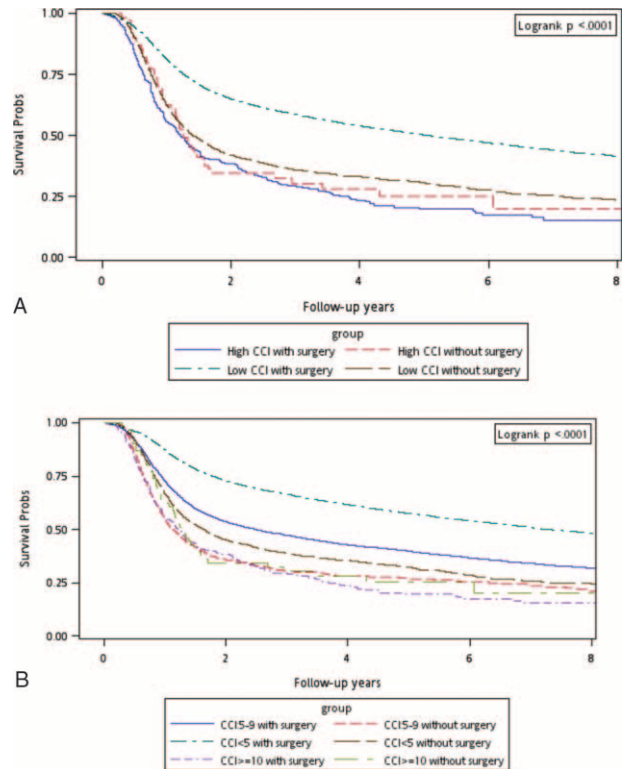 1.00
Logrank p <.0001
0.75
0.50
0.25
0.00
Survival Probs
0 2 4 6 8
Follow-up years
A
group
High CCI with surgery High CCI without surgery
Low CCI with surgery Low CCI without surgery
1.00
Logrank p <.0001
0.75
0.50
0.25
0.00
Survival Probs
0 2 4 6 8
Follow-up years
B
group
CCI5-9 with surgery CCI5-9 without surgery
CCI<5 with surgery CCI<5 without surgery
CCI>=10 with surgery CCI>=10 without surgery